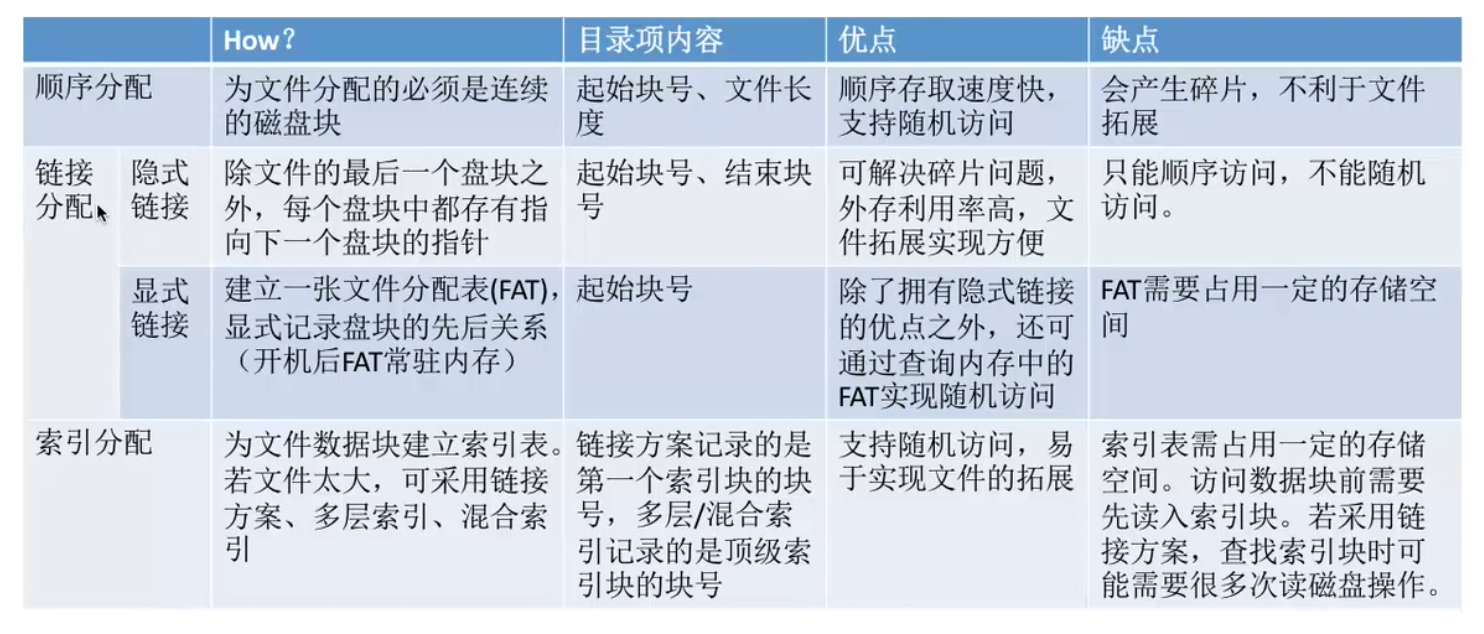 How？
目录项内容
优点
缺点
顺序分配
为文件分配的必须是连续
的磁盘块
起始块号、文件长
度
顺序存取速度快，
支持随机访问
会产生碎片，不利于文件
拓展
链接
分配
隐式
链接
除文件的最后一个盘块之
外，每个盘块中都存有指
向下一个盘块的指针
起始块号、结束块
号
可解决碎片问题，
外存利用率高，文
件拓展实现方便
只能顺序访问，不能随机
访问。
显式
链接
建立一张文件分配表(FAT)，
显式记录盘块的先后关系
（开机后FAT常驻内存）
起始块号
除了拥有隐式链接
的优点之外，还可
通过查询内存中的
FAT实现随机访问
FAT需要占用一定的存储空
间
索引分配
为文件数据块建立索引表。
若文件太大，可采用链接
方案、多层索引、混合索
引
链接方案记录的是
第一个索引块的块
号，多层/混合索
引记录的是顶级索
引块的块号
支持随机访问，易
于实现文件的拓展
索引表需占用一定的存储
空间。访问数据块前需要
先读入索引块。若采用链
接方案，查找索引块时可
能需要很多次读磁盘操作。